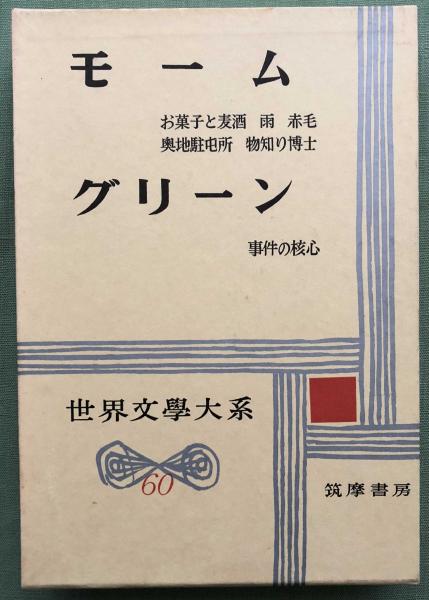 モーム
お菓子と麦酒 雨 赤毛
奥地駐屯所 物知り博士
グリーン
事件の核心
世界文學大系
60
筑摩書房